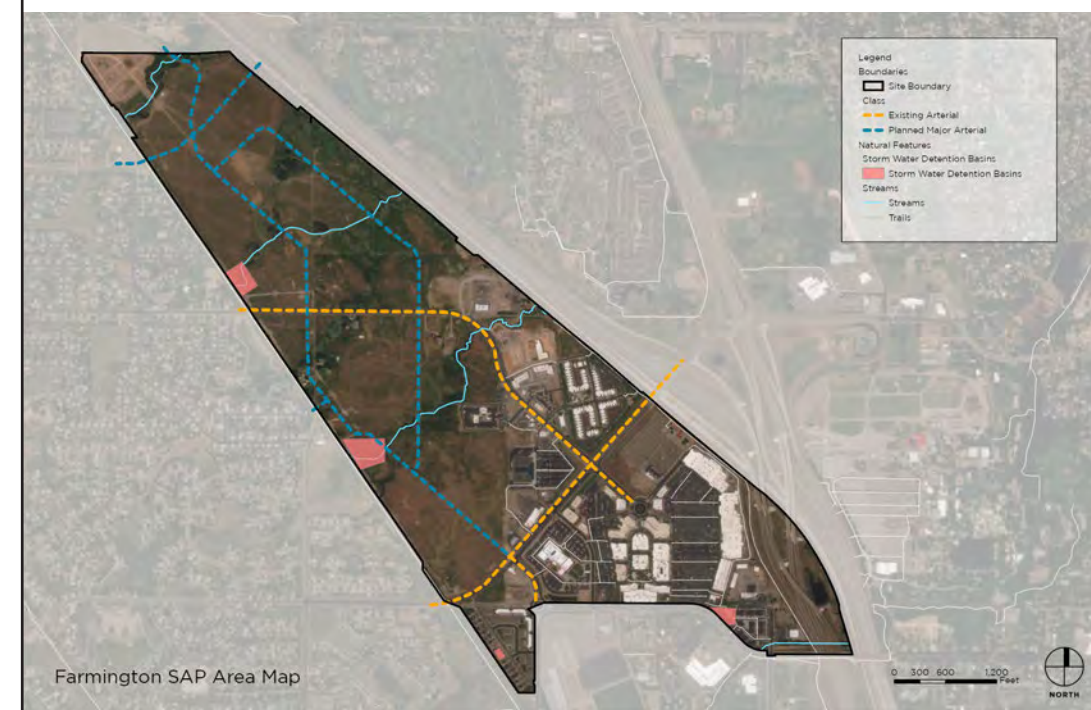 Legend
Boundaries
Site Boundary
Class
Existing Arterial
Planned Major Arterial
Natural Features
Storm Water Detention Basins
Storm Water Detention Basins
Streams
Streams
Trails
Farmington SAP Area Map
0 300 600 1,200
Feet
NORTH